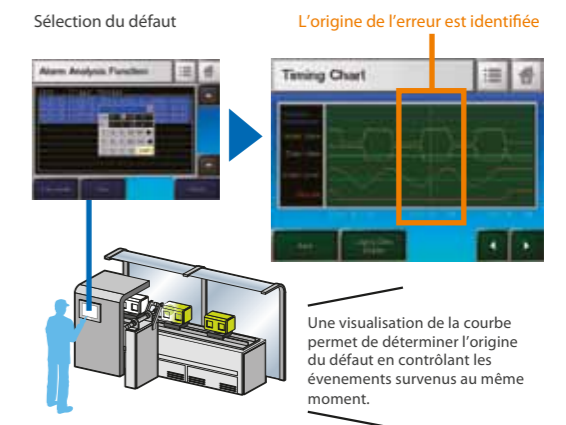 Sélection du défaut
L'origine de l'erreur est identifiée
Alarm Analysis Function
Timing Chart
Une visualisation de la courbe
permet de déterminer l'origine
du défaut en contrôlant les
évenements survenus au même
moment.